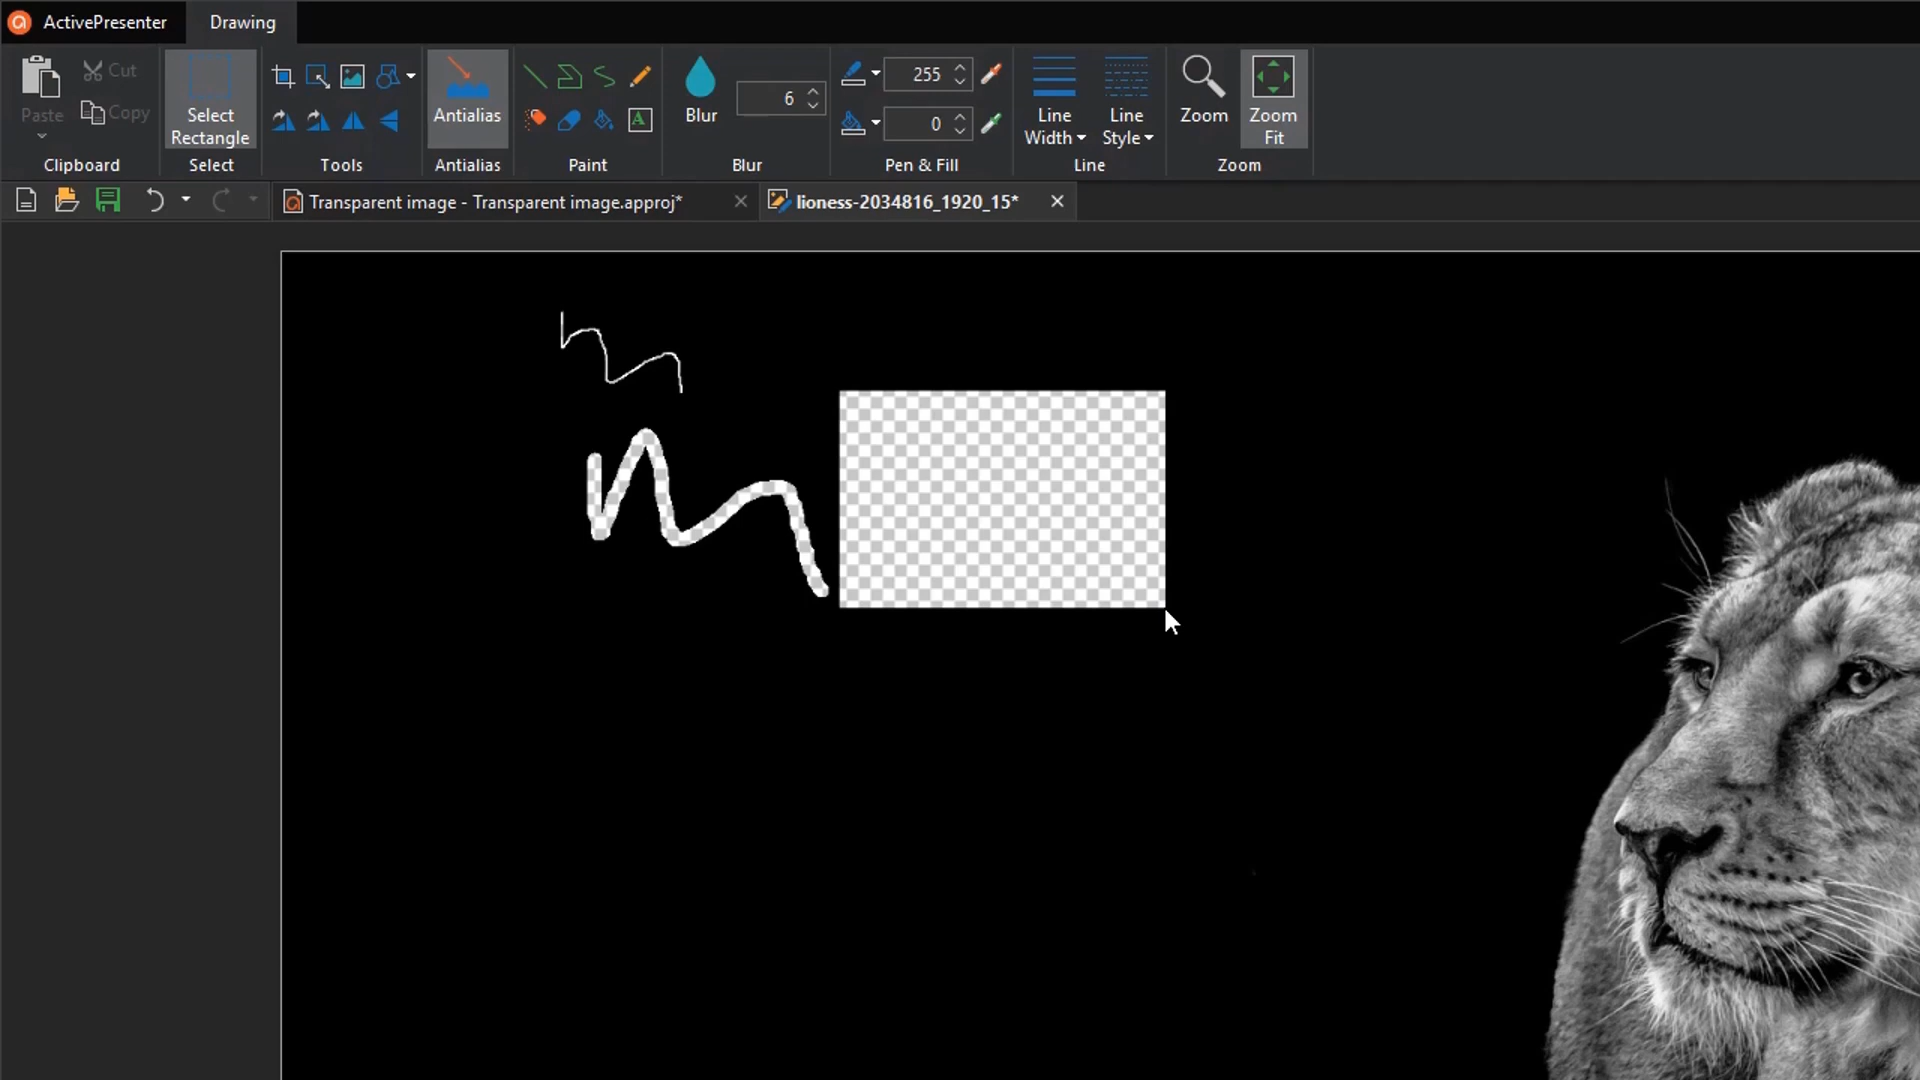 ActivePresenter Drawing
Paste Cut Copy
Select Rectangle
Antialias
Blur 6
255
0
Line Width
Line Style
Zoom
Zoom Fit
Clipboard Select Tools Antialias Paint Blur Pen & Fill Line Zoom
Transparent image - Transparent image.approj* lioness-2034816_1920_15*